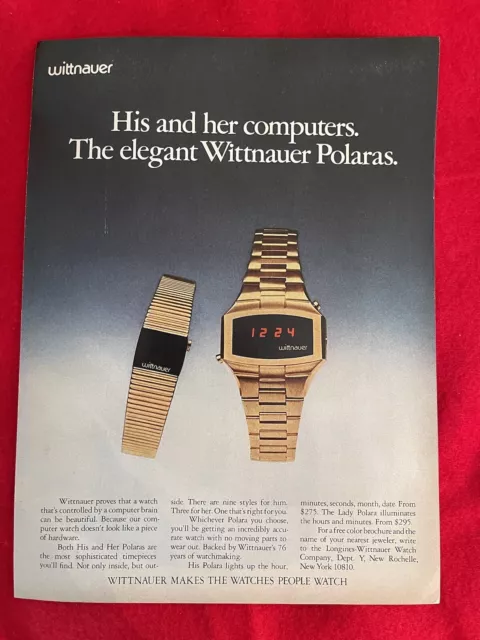 wittnauer
His and her computers.
The elegant Wittnauer Polaras.
12 24
wittnauer
wittnauer
Wittnauer proves that a watch
that's controlled by a computer brain
can be beautiful. Because our com-
puter watch doesn't look like a piece
of hardware.
Both His and Her Polaras are
the most sophisticated timepieces
you'll find. Not only inside, but out-
side. There are nine styles for him.
Three for her. One that's right for you.
Whichever Polara you choose,
you'll be getting an incredibly accu-
rate watch with no moving parts to
wear out. Backed by Wittnauer's 76
years of watchmaking.
His Polara lights up the hour,
minutes, seconds, month, date. From
$275. The Lady Polara illuminates
the hours and minutes. From $295.
For a free color brochure and the
name of your nearest jeweler, write
to the Longines-Wittnauer Watch
Company, Dept. Y, New Rochelle,
New York 10810.
WITTNAUER MAKES THE WATCHES PEOPLE WATCH